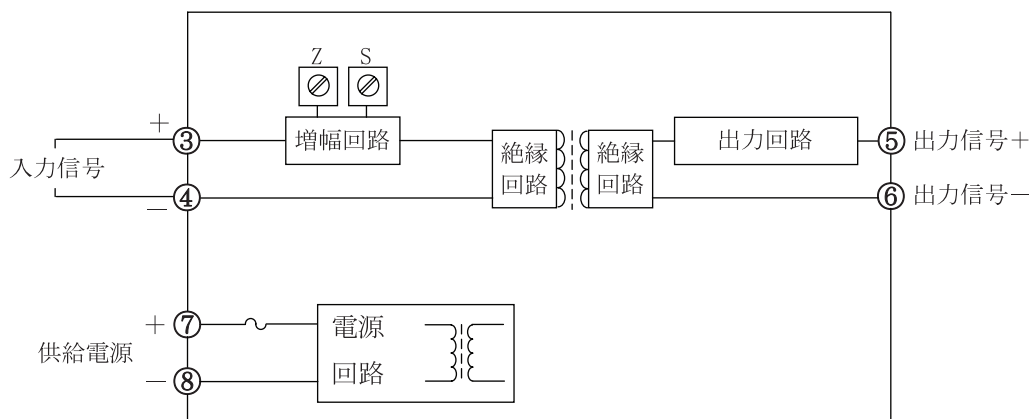 Z S
+ ③ 増幅回路 出力回路 ⑤ 出力信号+
入力信号
絶縁
回路
絶縁
回路
− ④ ⑥ 出力信号−
+ ⑦ 電源
供給電源
回路
− ⑧